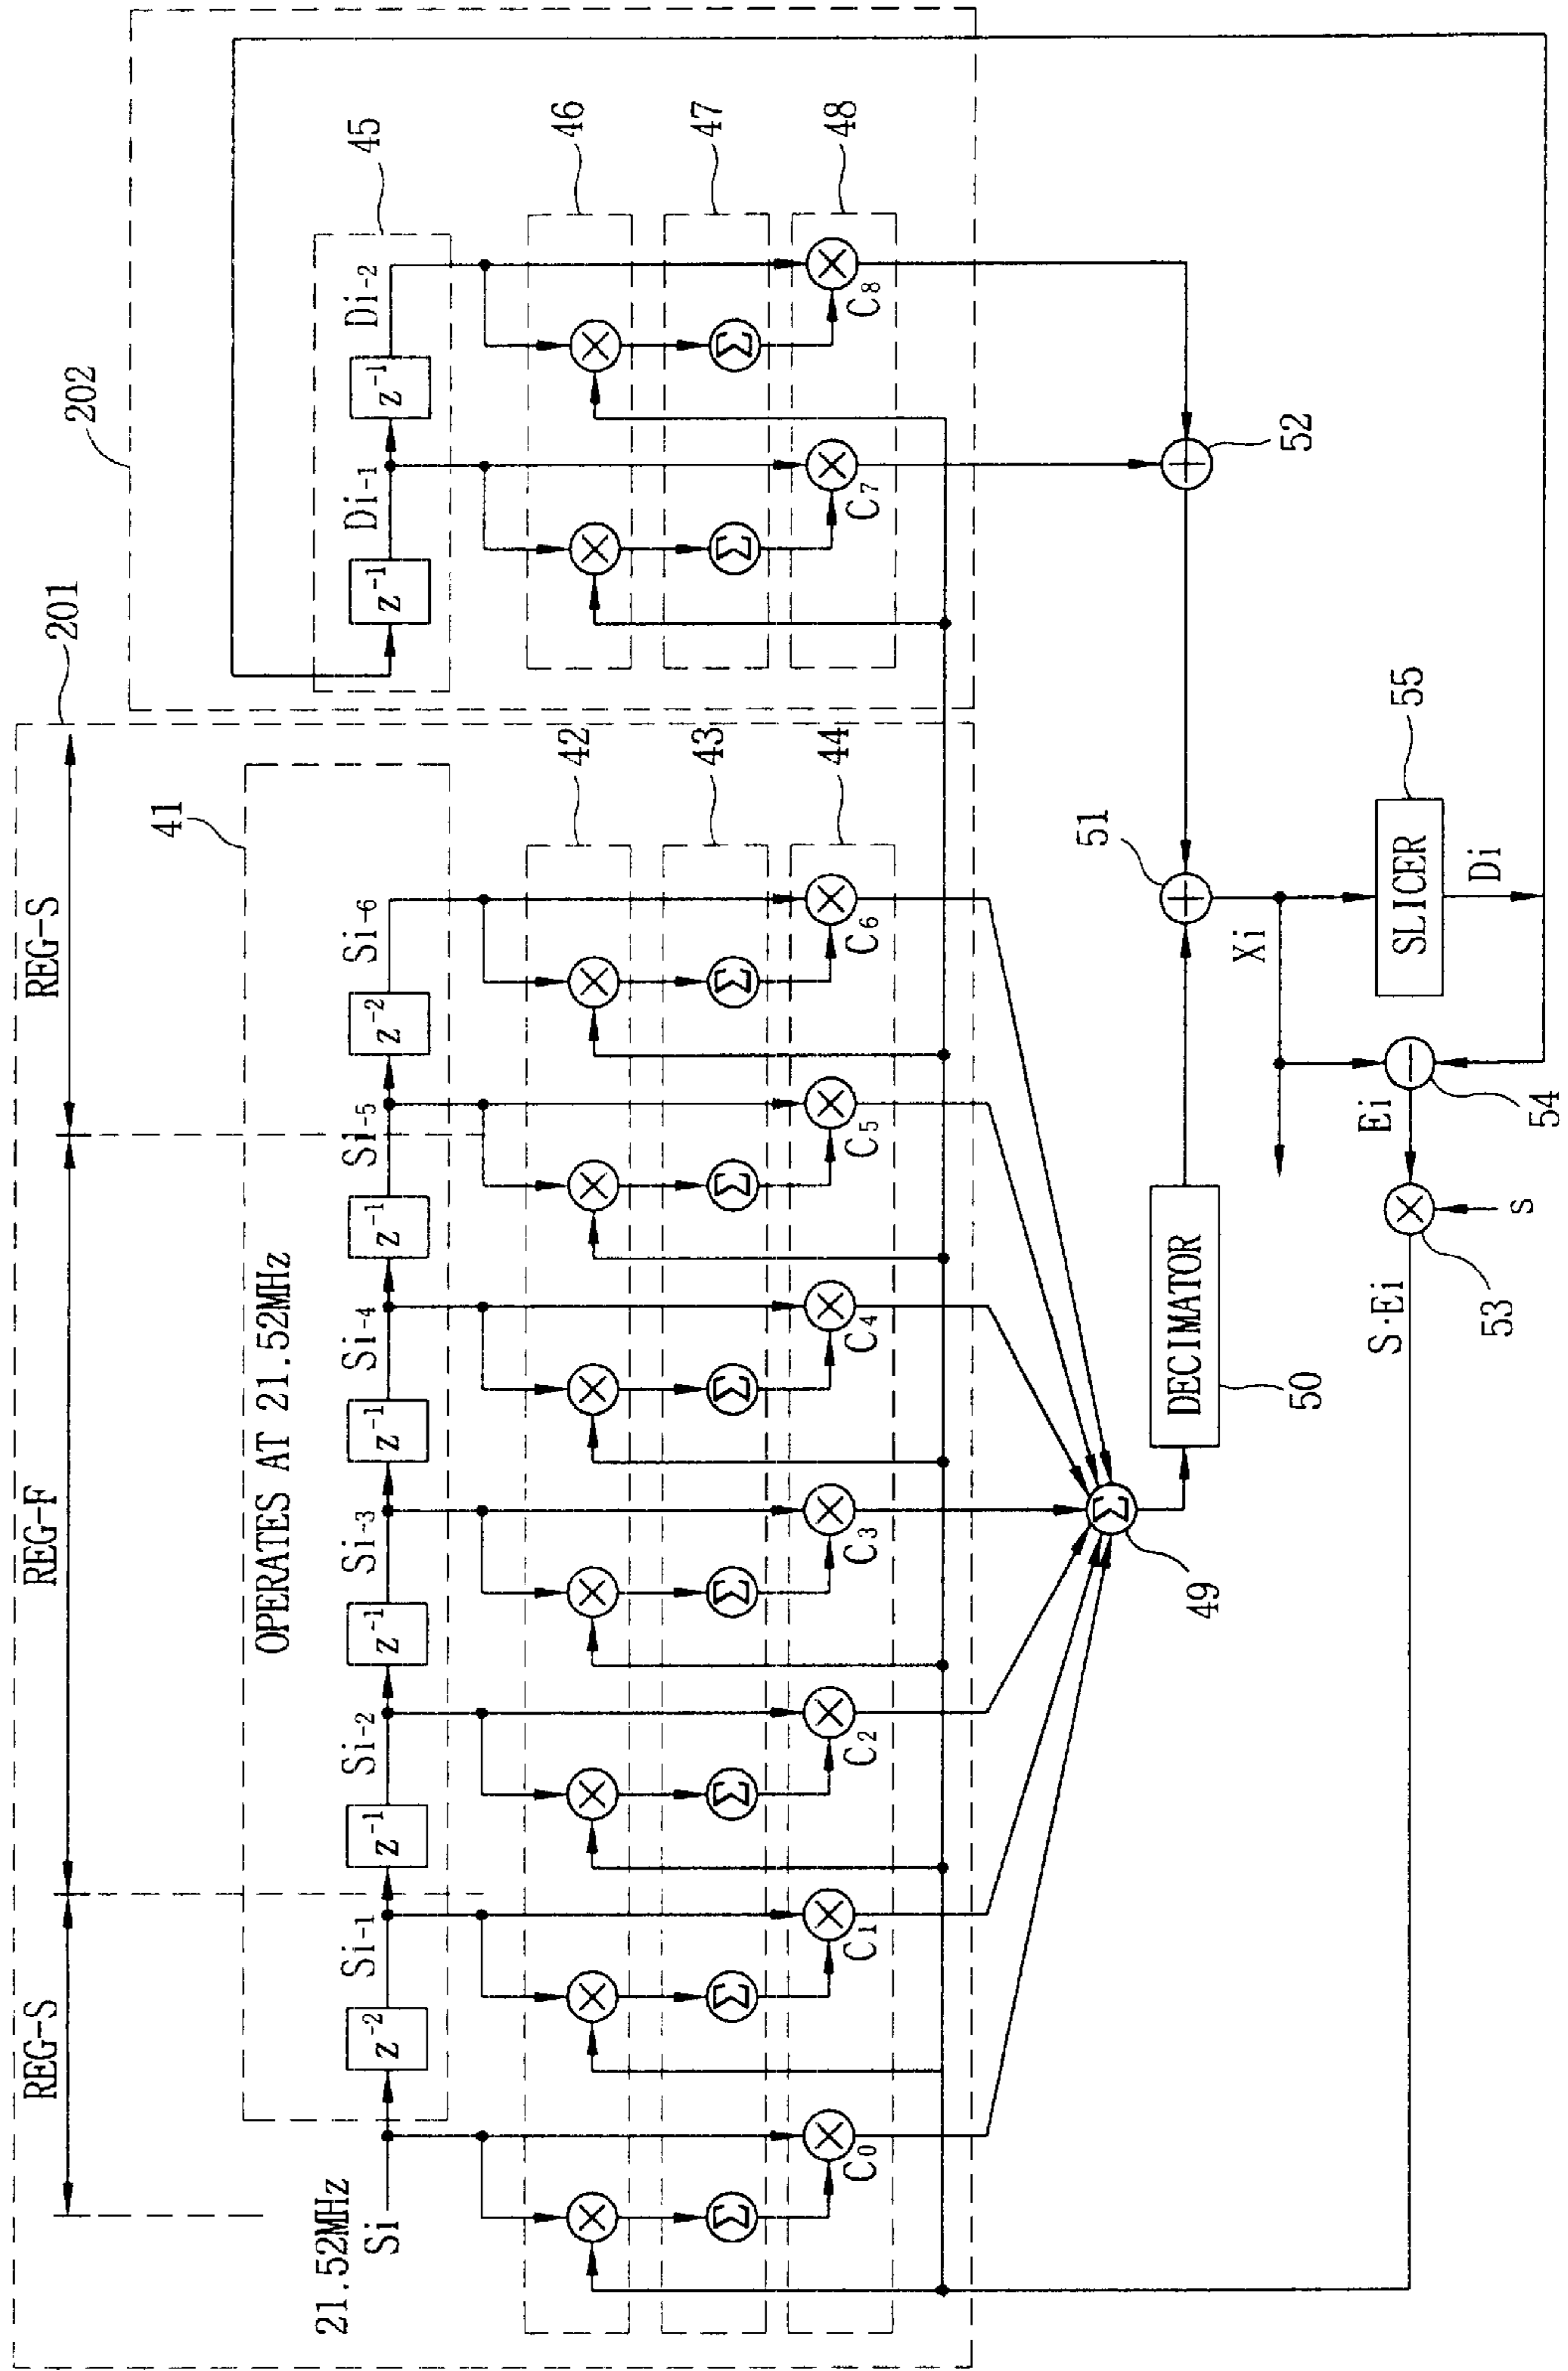 REG-S
REG-F
REG-S
201
202
41
OPERATES AT 21.52MHz
21.52MHz
Si
z-2
Si-1
z-1
Si-2
z-1
Si-3
z-1
Si-4
z-1
Si-5
z-2
Si-6
z-1
Di-1
z-1
Di-2
45
42
46
43
47
44
48
Σ
Σ
Σ
Σ
Σ
Σ
Σ
Σ
Σ
C0
C1
C2
C3
C4
C5
C6
C7
C8
Σ
49
DECIMATOR
50
51
52
Xi
SLICER
55
Di
Ei
54
S·Ei
s
53